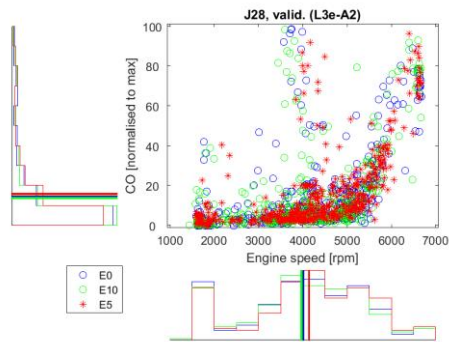 J28, valid. (L3e-A2)
CO [normalised to max]
100
80
60
40
20
0
1000 2000 3000 4000 5000 6000 7000
Engine speed [rpm]
E0
E10
E5